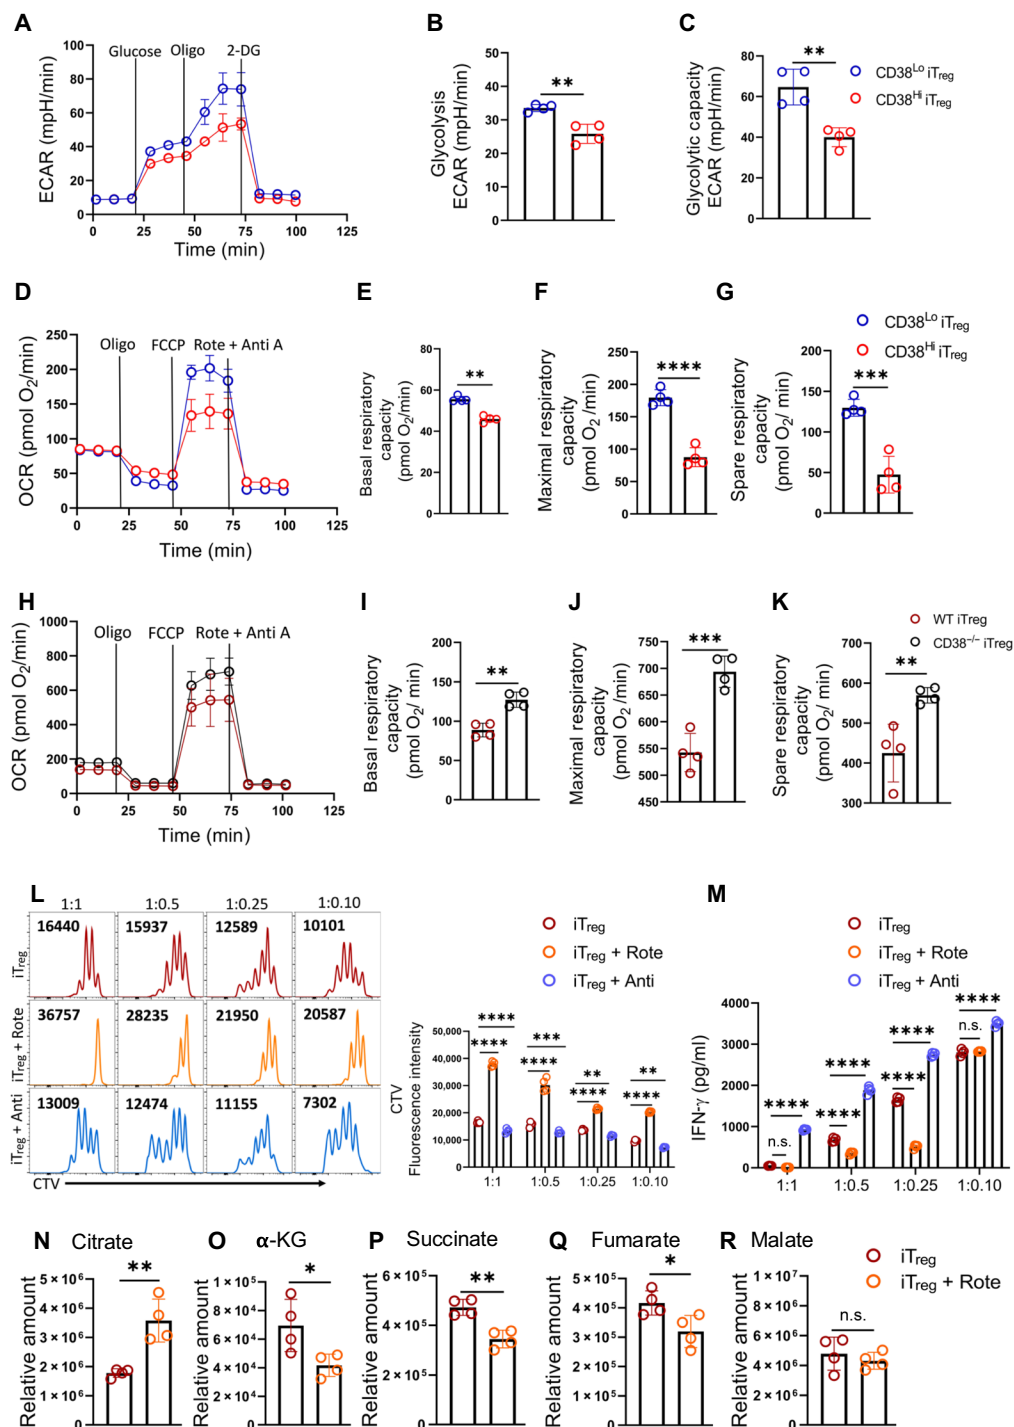 A
ECAR (mpH/min)
100
80
60
40
20
0
Glucose Oligo 2-DG
0 25 50 75 100 125
Time (min)
B
Glycolysis
ECAR (mpH/min)
50
40
30
20
10
0
**
C
Glycolytic capacity
ECAR (mpH/min)
80
60
40
20
0
**
CD38Lo iTreg
CD38Hi iTreg
D
OCR (pmol O2/min)
250
200
150
100
50
0
Oligo FCCP Rote + Anti A
0 25 50 75 100 125
Time (min)
E
Basal respiratory
capacity
(pmol O2/min)
80
60
40
20
0
**
F
Maximal respiratory
capacity
(pmol O2/min)
250
200
150
100
50
0
****
G
Spare respiratory
capacity
(pmol O2/ min)
200
150
100
50
0
***
CD38Lo iTreg
CD38Hi iTreg
H
OCR (pmol O2/min)
1000
800
600
400
200
0
Oligo FCCP Rote + Anti A
0 25 50 75 100 125
Time (min)
I
Basal respiratory
capacity
(pmol O2/ min)
200
150
100
50
0
**
J
Maximal respiratory
capacity
(pmol O2 /min)
750
700
650
600
550
500
450
***
K
Spare respiratory
capacity
(pmol O2/ min)
700
600
500
400
300
**
WT iTreg
CD38−/− iTreg
L
1:1 1:0.5 1:0.25 1:0.10
iTreg
16440 15937 12589 10101
iTreg + Rote
36757 28235 21950 20587
iTreg + Anti
13009 12474 11155 7302
CTV
iTreg
iTreg + Rote
iTreg + Anti
CTV
Fluorescence intensity
50,000
40,000
30,000
20,000
10,000
0
**** ****
*** ****
** ****
** ****
1:1 1:0.5 1:0.25 1:0.10
M
iTreg
iTreg + Rote
iTreg + Anti
IFN-γ (pg/ml)
4000
3000
2000
1000
0
**** n.s.
**** ****
**** ****
**** n.s.
1:1 1:0.5 1:0.25 1:0.10
N Citrate
Relative amount
5 × 10⁶
4 × 10⁶
3 × 10⁶
2 × 10⁶
1 × 10⁶
0
**
O α-KG
Relative amount
1 × 10⁵
8 × 10⁴
6 × 10⁴
4 × 10⁴
2 × 10⁴
0
*
P Succinate
Relative amount
6 × 10⁵
4 × 10⁵
2 × 10⁵
0
**
Q Fumarate
Relative amount
5 × 10⁵
4 × 10⁵
3 × 10⁵
2 × 10⁵
1 × 10⁵
0
*
R Malate
Relative amount
1 × 10⁷
8 × 10⁶
6 × 10⁶
4 × 10⁶
2 × 10⁶
0
n.s.
iTreg
iTreg + Rote